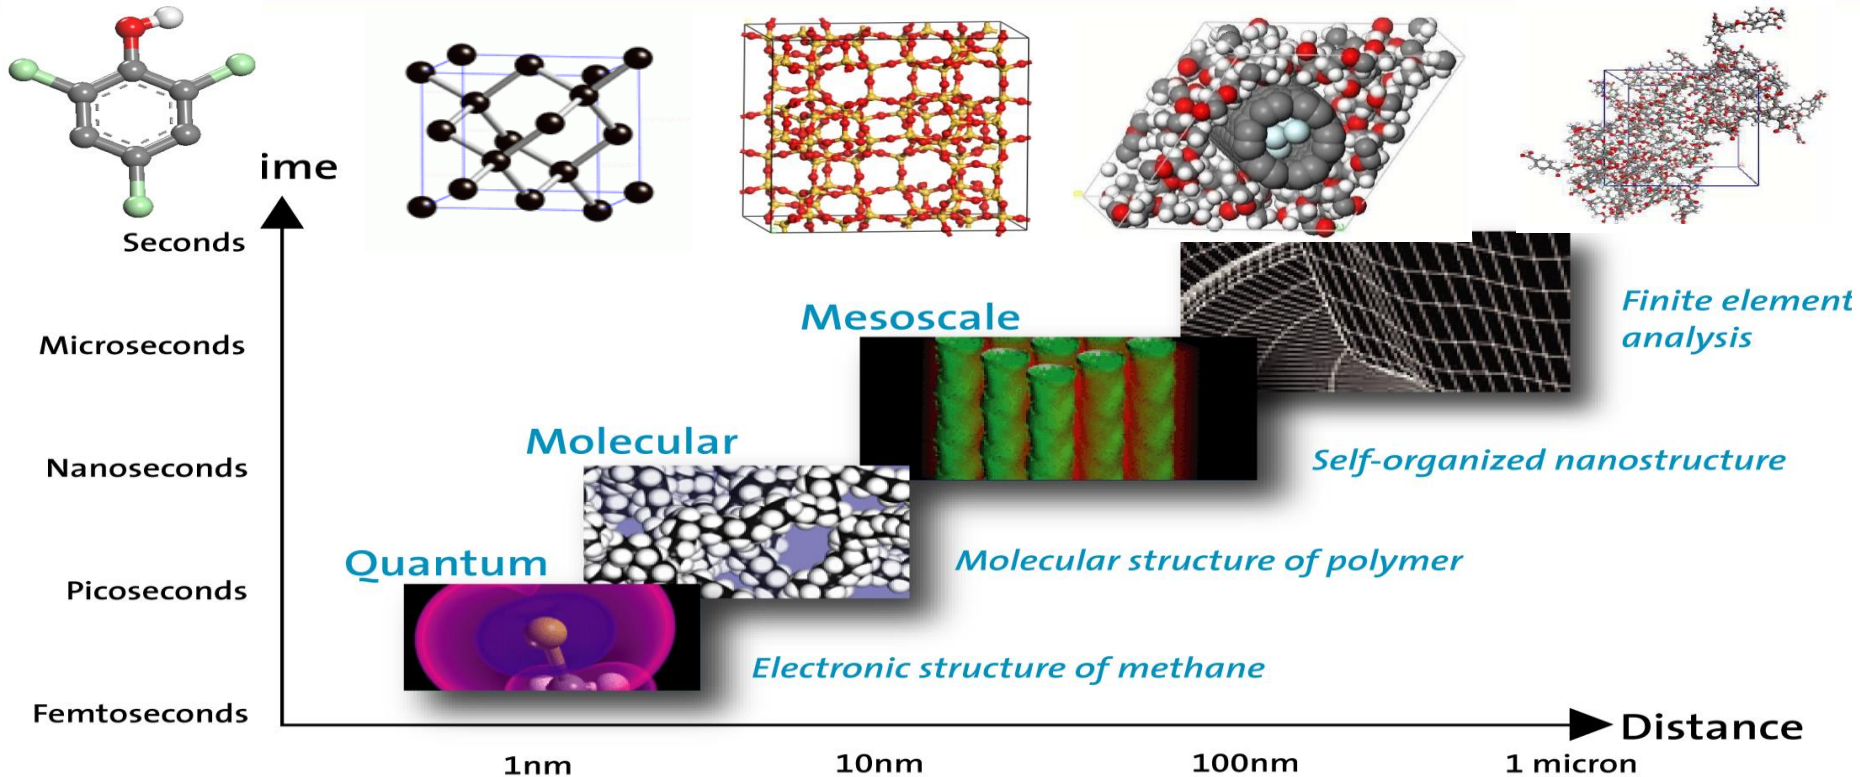 ime
Seconds
Microseconds
Nanoseconds
Picoseconds
Femtoseconds
Quantum
Molecular
Mesoscale
Finite element
analysis
Self-organized nanostructure
Molecular structure of polymer
Electronic structure of methane
Distance
1nm
10nm
100nm
1 micron